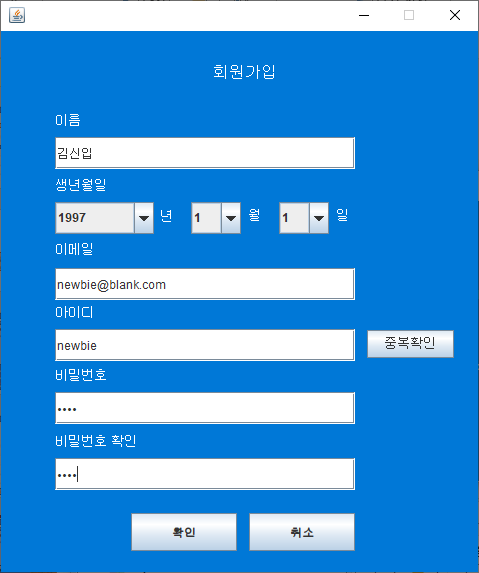 회원가입
이름
김신입
생년월일
1997 년 1 월 1 일
이메일
newbie@blank.com
아이디
newbie 중복확인
비밀번호
••••
비밀번호 확인
••••
확인 취소